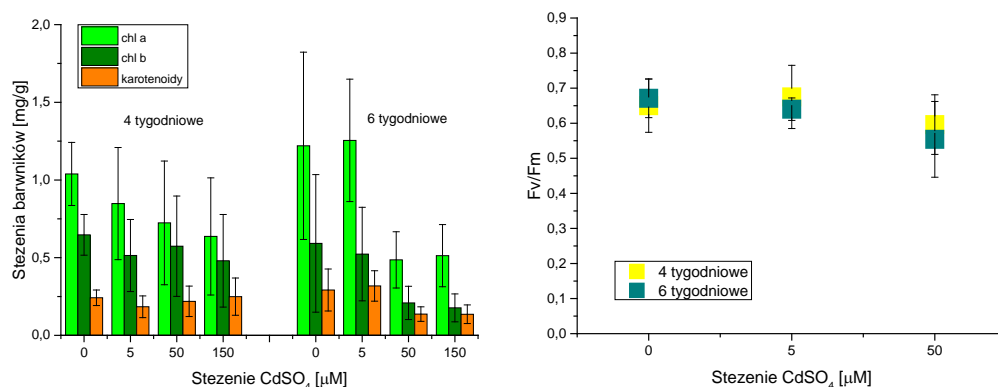 2,0
1,5
1,0
0,5
0,0
Stezenia barwników [mg/g]
chl a
chl b
karotenoidy
4 tygodniowe
6 tygodniowe
0 5 50 150 0 5 50 150
Stezenie CdSO4 [µM]
0,9
0,8
0,7
0,6
0,5
0,4
0,3
0,2
0,1
0,0
Fv/Fm
4 tygodniowe
6 tygodniowe
0 5 50
Stezenie CdSO4 [µM]